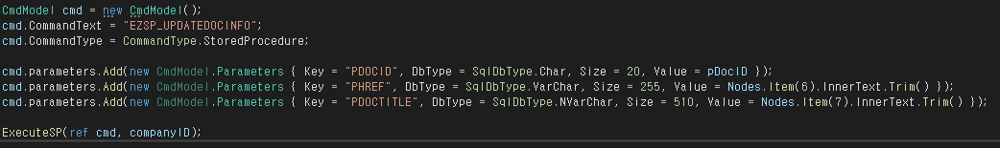 CmdModel cmd = new CmdModel();
cmd.CommandText = "EZSP_UPDATEDOCINFO";
cmd.CommandType = CommandType.StoredProcedure;
cmd.parameters.Add(new CmdModel.Parameters { Key = "PDOCID", DbType = SqlDbType.Char, Size = 20, Value = pDocID });
cmd.parameters.Add(new CmdModel.Parameters { Key = "PHREF", DbType = SqlDbType.VarChar, Size = 255, Value = Nodes.Item(6).InnerText.Trim() });
cmd.parameters.Add(new CmdModel.Parameters { Key = "PDOCTITLE", DbType = SqlDbType.NVarChar, Size = 510, Value = Nodes.Item(7).InnerText.Trim() });
ExecuteSP(ref cmd, companyID);